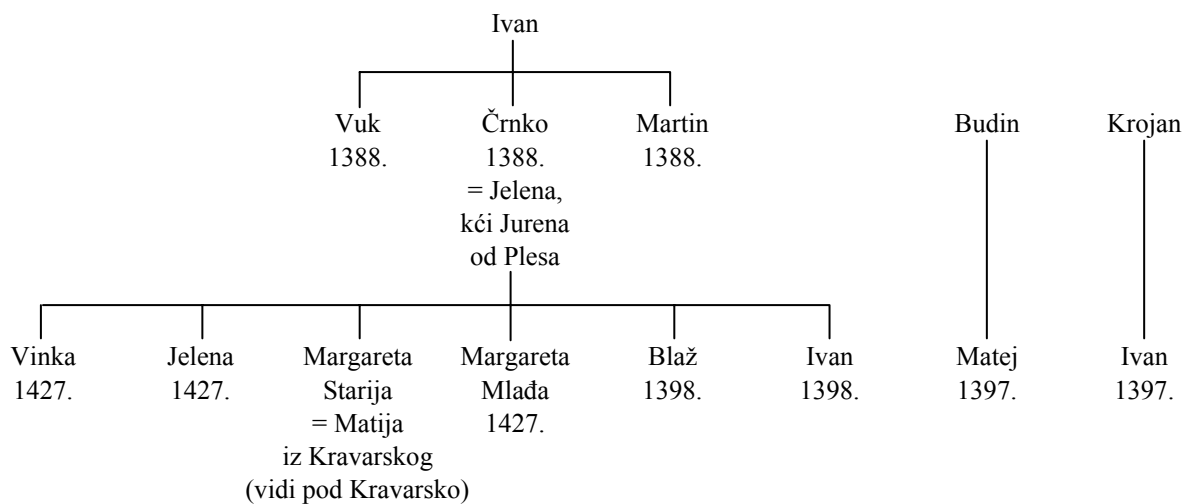 Ivan
Vuk
1388.
Črnko
1388.
= Jelena,
kći Jurena
od Plesa
Martin
1388.
Budin
Krojan
Vinka
1427.
Jelena
1427.
Margareta
Starija
= Matija
iz Kravarskog
(vidi pod Kravarsko)
Margareta
Mlađa
1427.
Blaž
1398.
Ivan
1398.
Matej
1397.
Ivan
1397.